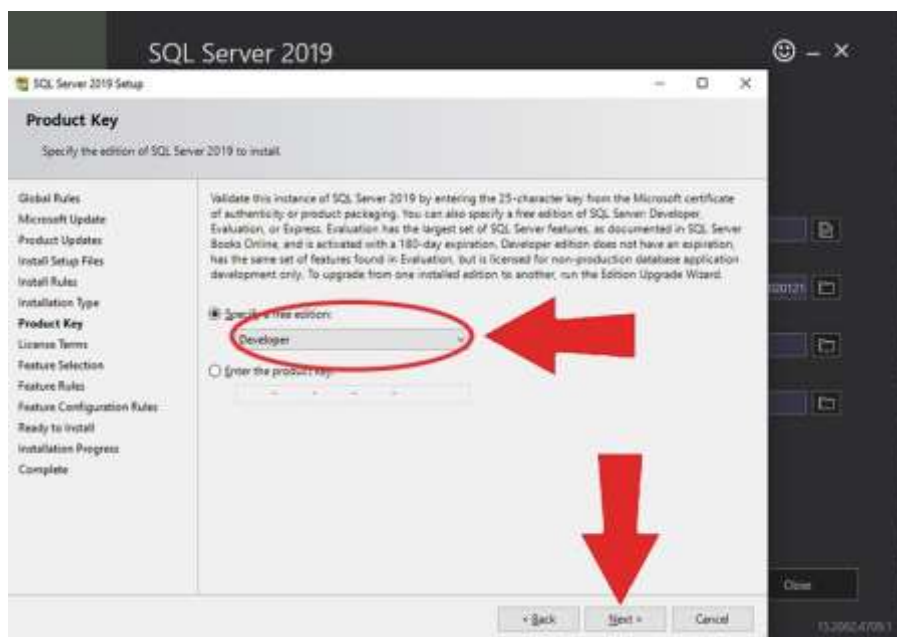 SQL Server 2019
SQL Server 2019 Setup
Product Key
Specify the edition of SQL Server 2019 to install.
Global Rules
Microsoft Update
Product Updates
Install Setup Files
Install Rules
Installation Type
Product Key
License Terms
Feature Selection
Feature Rules
Feature Configuration Rules
Ready to Install
Installation Progress
Complete
Validate this instance of SQL Server 2019 by entering the 25-character key from the Microsoft certificate
of authenticity or product packaging. You can also specify a free edition of SQL Server: Developer,
Evaluation, or Express. Evaluation has the largest set of SQL Server features, as documented in SQL Server
Books Online, and is activated with a 180-day expiration. Developer edition does not have an expiration,
has the same set of features found in Evaluation, but is licensed for non-production database application
development only. To upgrade from one installed edition to another, run the Edition Upgrade Wizard.
Specify a free edition:
Developer
Enter the product key:
< Back
Next >
Cancel
Close